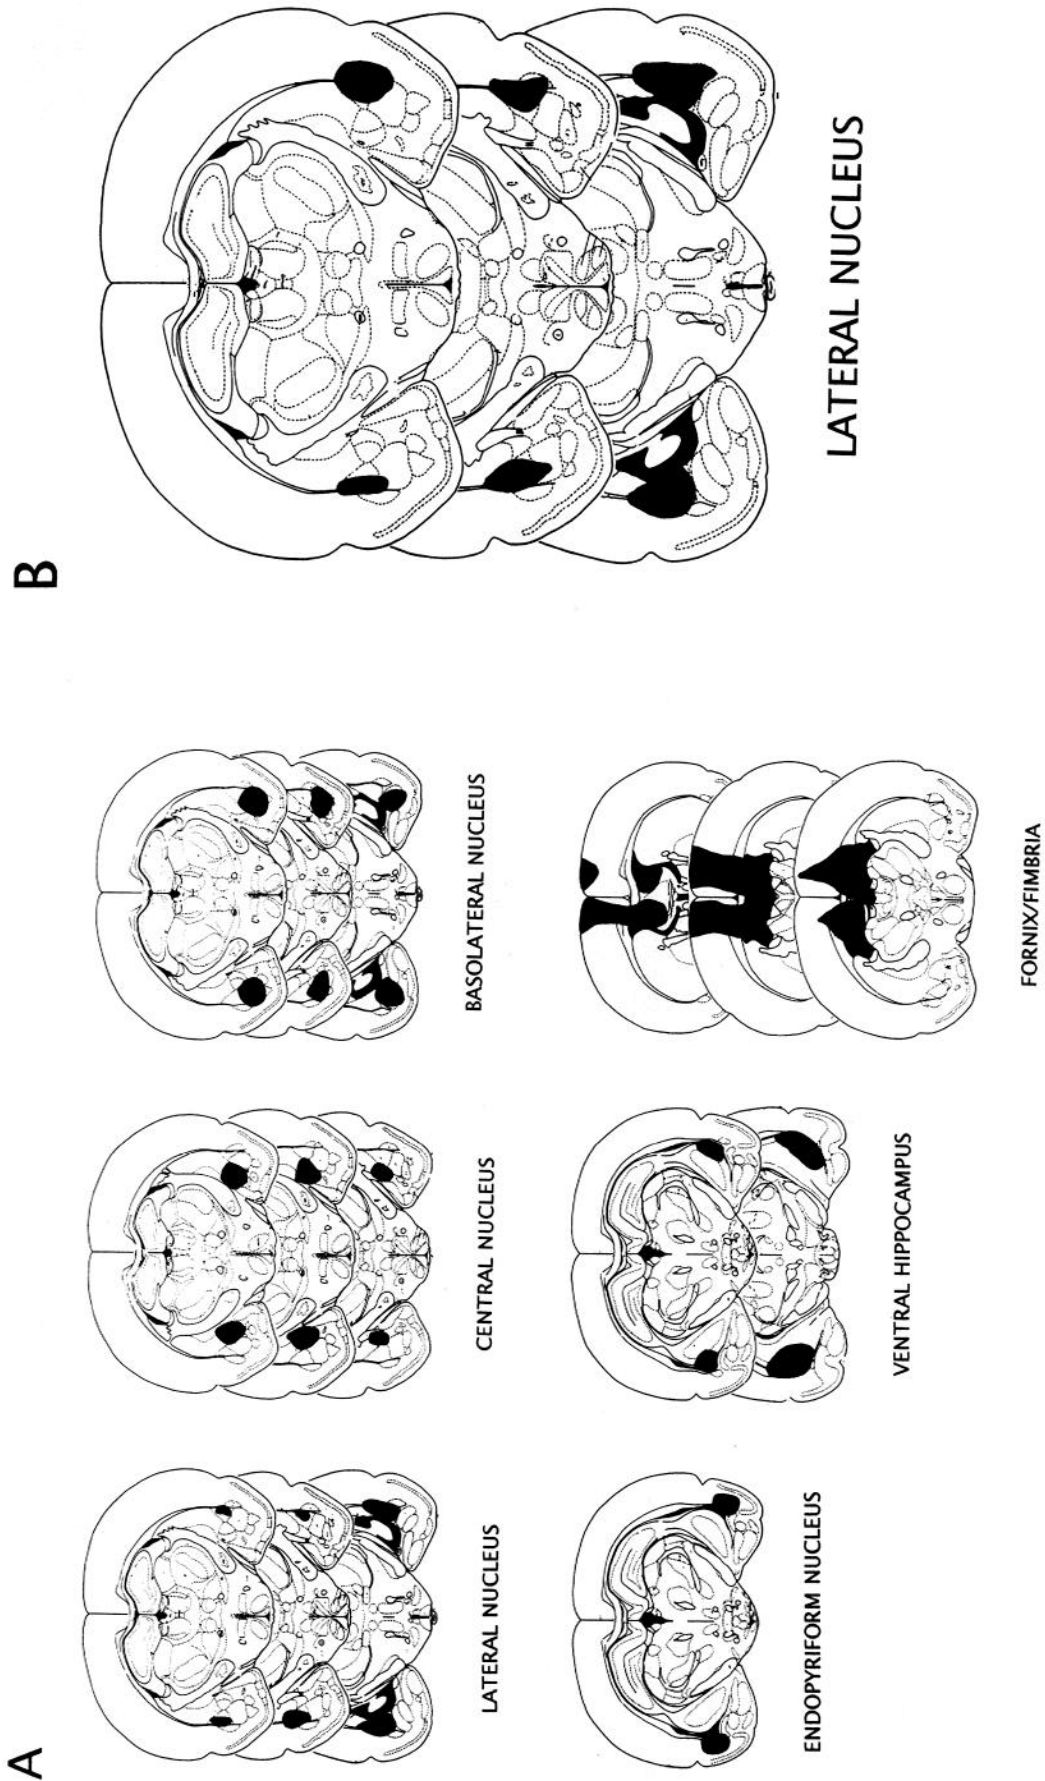 A
LATERAL NUCLEUS
CENTRAL NUCLEUS
BASOLATERAL NUCLEUS
ENDOPYRIFORM NUCLEUS
VENTRAL HIPPOCAMPUS
FORNIX/FIMBRIA
B
LATERAL NUCLEUS